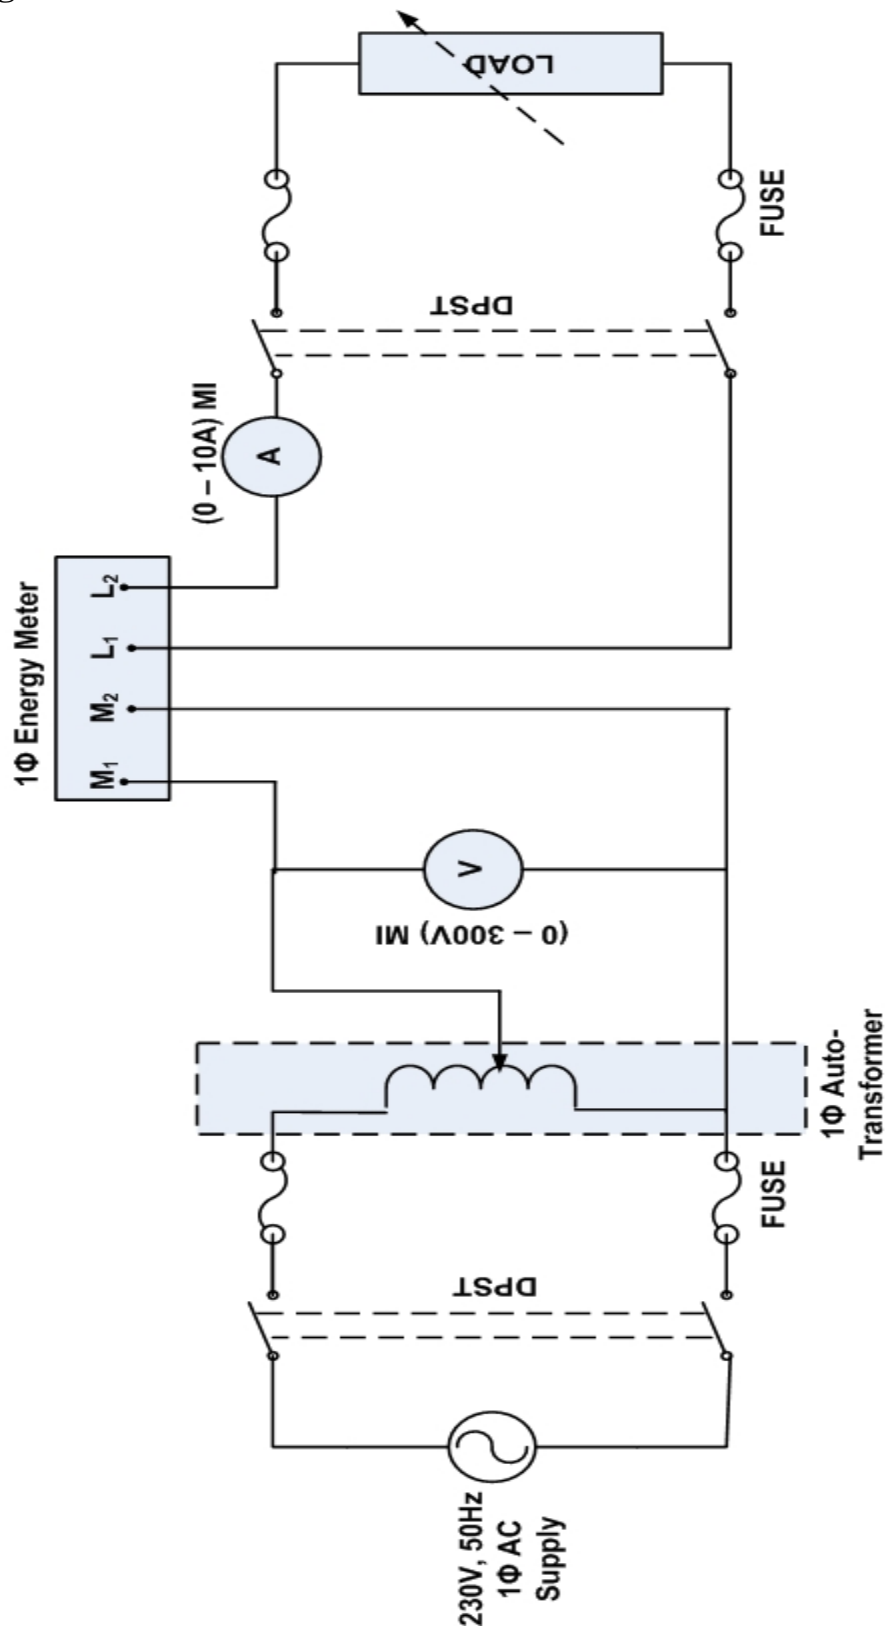 g
LOAD
FUSE
DPST
(0 – 10A) MI
A
1Φ Energy Meter
L2
L1
M2
M1
V
(0 – 300V) MI
1Φ Auto-
Transformer
FUSE
DPST
230V, 50Hz
1Φ AC
Supply